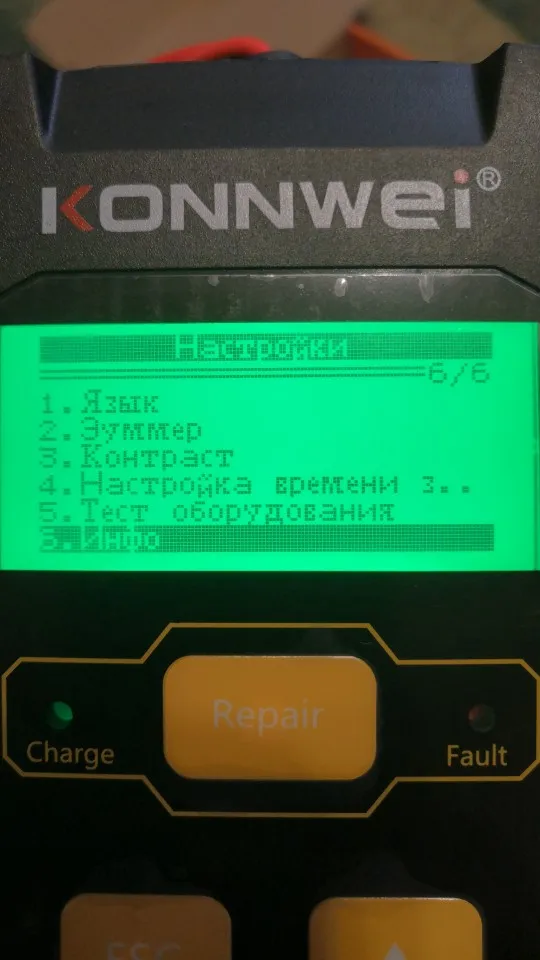 KONNWEI®
Настройки
6/6
1.Язык
2.Зуммер
3.Контраст
4.Настройка времени з..
5.Тест оборудования
6.Инфо
Repair
Charge
Fault
ESC